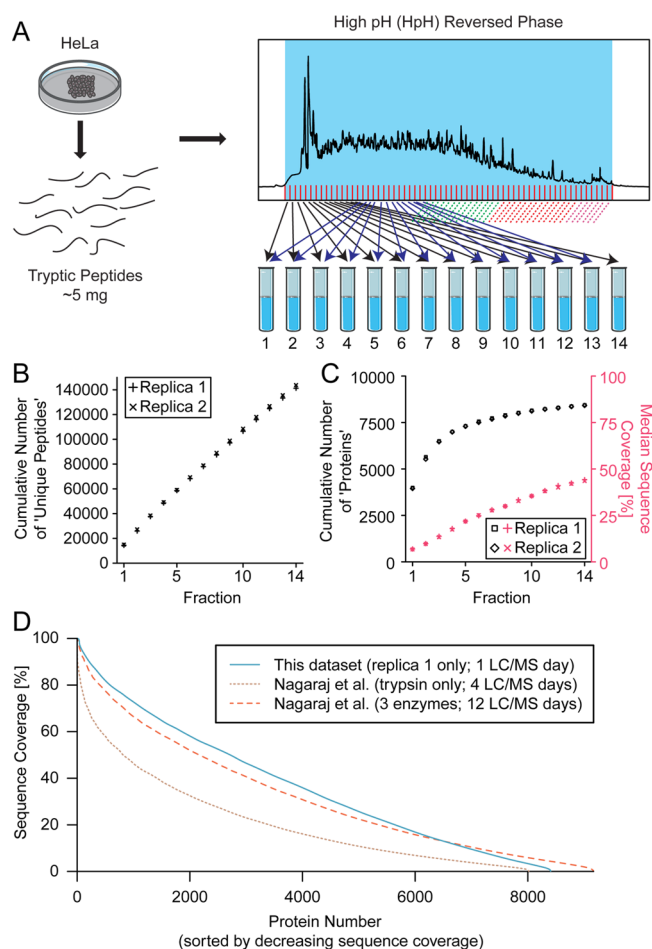 A
HeLa
Tryptic Peptides
~5 mg
High pH (HpH) Reversed Phase
1 2 3 4 5 6 7 8 9 10 11 12 13 14
B
Cumulative Number
of 'Unique Peptides'
140000
120000
100000
80000
60000
40000
20000
+Replica 1
×Replica 2
1 5 10 14
Fraction
C
Cumulative Number
of 'Proteins'
10000
7500
5000
2500
0
100
75
50
25
0
Median Sequence
Coverage [%]
Replica 1
Replica 2
1 5 10 14
Fraction
D
Sequence Coverage [%]
100
80
60
40
20
0
This dataset (replica 1 only; 1 LC/MS day)
Nagaraj et al. (trypsin only; 4 LC/MS days)
Nagaraj et al. (3 enzymes; 12 LC/MS days)
0 2000 4000 6000 8000
Protein Number
(sorted by decreasing sequence coverage)